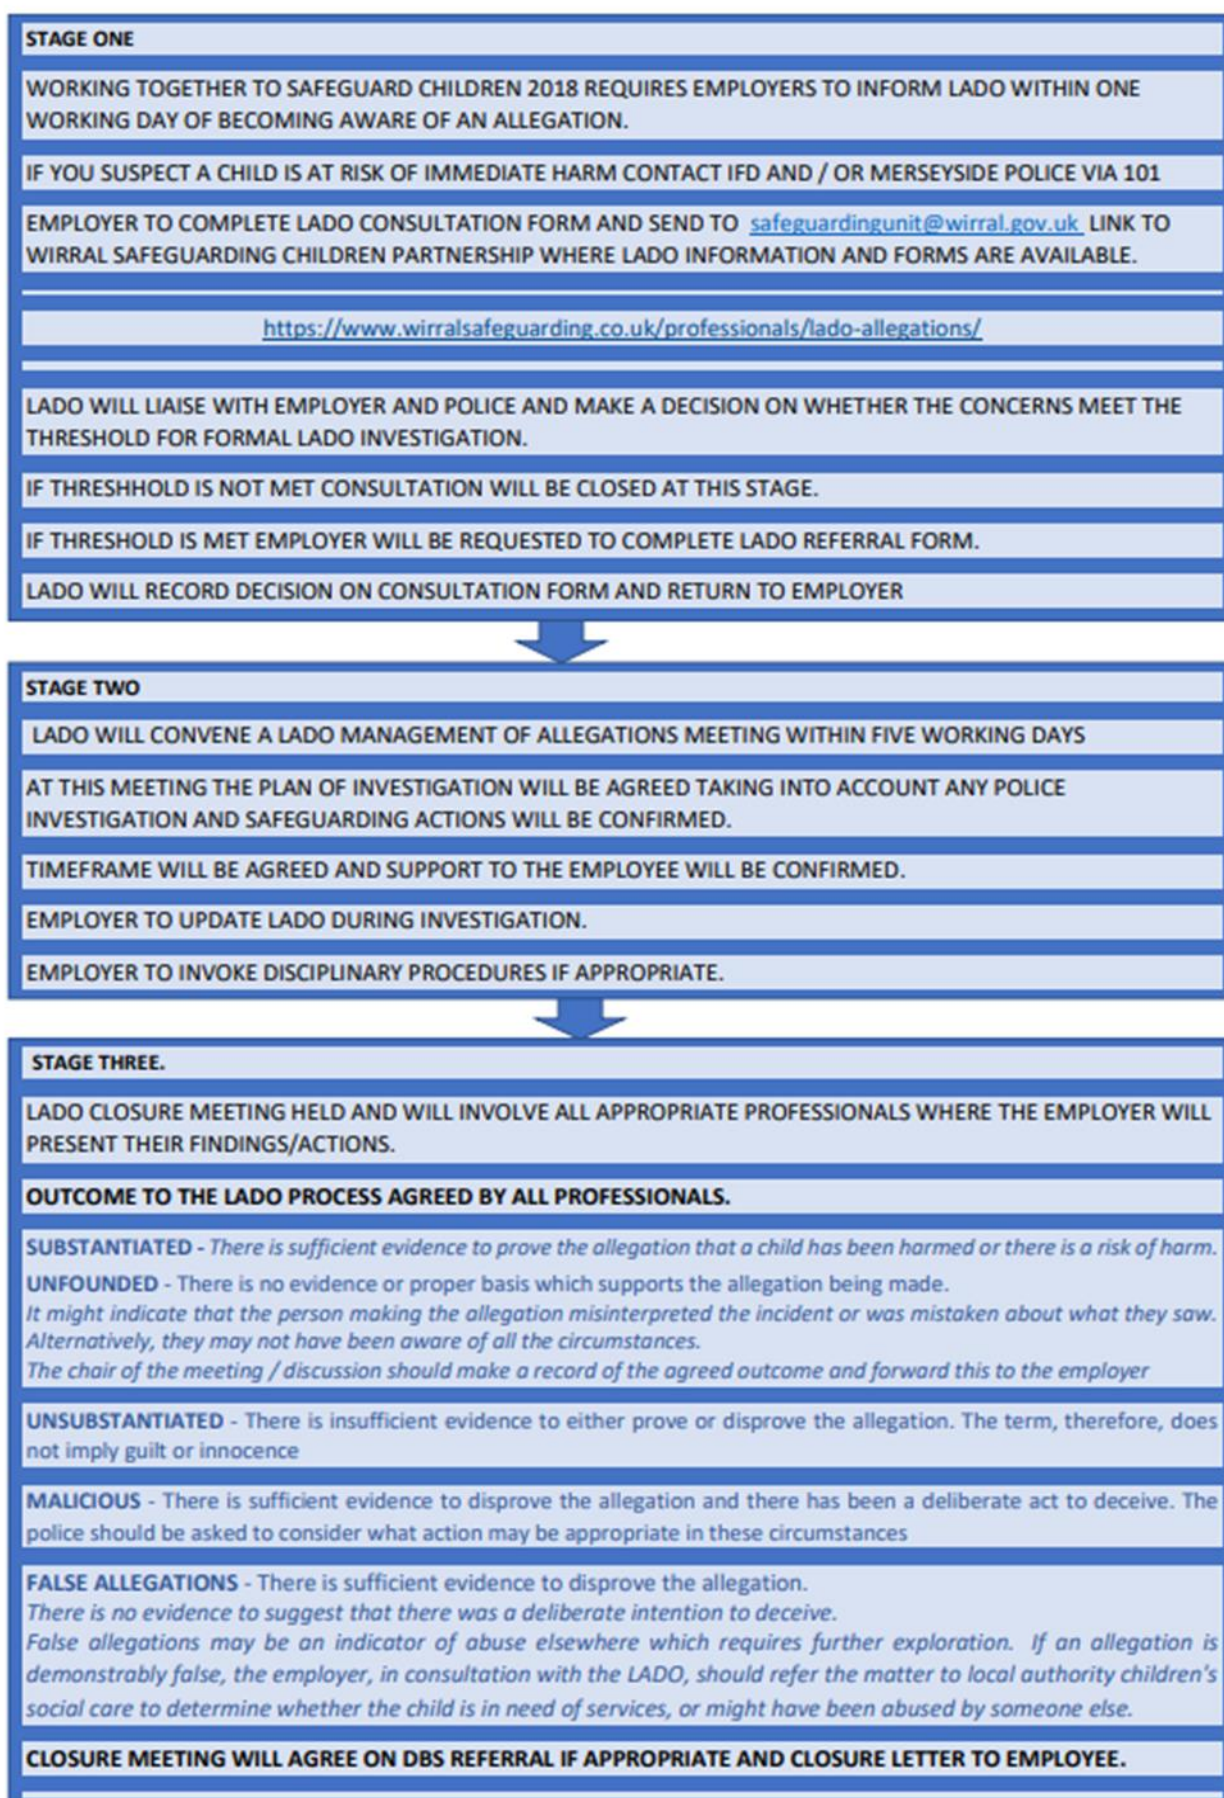 STAGE ONE
WORKING TOGETHER TO SAFEGUARD CHILDREN 2018 REQUIRES EMPLOYERS TO INFORM LADO WITHIN ONE
WORKING DAY OF BECOMING AWARE OF AN ALLEGATION.
IF YOU SUSPECT A CHILD IS AT RISK OF IMMEDIATE HARM CONTACT IFD AND / OR MERSEYSIDE POLICE VIA 101
EMPLOYER TO COMPLETE LADO CONSULTATION FORM AND SEND TO safeguardingunit@wirral.gov.uk LINK TO
WIRRAL SAFEGUARDING CHILDREN PARTNERSHIP WHERE LADO INFORMATION AND FORMS ARE AVAILABLE.
https://www.wirralsafeguarding.co.uk/professionals/lado-allegations/
LADO WILL LIAISE WITH EMPLOYER AND POLICE AND MAKE A DECISION ON WHETHER THE CONCERNS MEET THE
THRESHOLD FOR FORMAL LADO INVESTIGATION.
IF THRESHHOLD IS NOT MET CONSULTATION WILL BE CLOSED AT THIS STAGE.
IF THRESHOLD IS MET EMPLOYER WILL BE REQUESTED TO COMPLETE LADO REFERRAL FORM.
LADO WILL RECORD DECISION ON CONSULTATION FORM AND RETURN TO EMPLOYER
STAGE TWO
LADO WILL CONVENE A LADO MANAGEMENT OF ALLEGATIONS MEETING WITHIN FIVE WORKING DAYS
AT THIS MEETING THE PLAN OF INVESTIGATION WILL BE AGREED TAKING INTO ACCOUNT ANY POLICE
INVESTIGATION AND SAFEGUARDING ACTIONS WILL BE CONFIRMED.
TIMEFRAME WILL BE AGREED AND SUPPORT TO THE EMPLOYEE WILL BE CONFIRMED.
EMPLOYER TO UPDATE LADO DURING INVESTIGATION.
EMPLOYER TO INVOKE DISCIPLINARY PROCEDURES IF APPROPRIATE.
STAGE THREE.
LADO CLOSURE MEETING HELD AND WILL INVOLVE ALL APPROPRIATE PROFESSIONALS WHERE THE EMPLOYER WILL
PRESENT THEIR FINDINGS/ACTIONS.
OUTCOME TO THE LADO PROCESS AGREED BY ALL PROFESSIONALS.
SUBSTANTIATED - There is sufficient evidence to prove the allegation that a child has been harmed or there is a risk of harm.
UNFOUNDED - There is no evidence or proper basis which supports the allegation being made.
It might indicate that the person making the allegation misinterpreted the incident or was mistaken about what they saw.
Alternatively, they may not have been aware of all the circumstances.
The chair of the meeting / discussion should make a record of the agreed outcome and forward this to the employer
UNSUBSTANTIATED - There is insufficient evidence to either prove or disprove the allegation. The term, therefore, does
not imply guilt or innocence
MALICIOUS - There is sufficient evidence to disprove the allegation and there has been a deliberate act to deceive. The
police should be asked to consider what action may be appropriate in these circumstances
FALSE ALLEGATIONS - There is sufficient evidence to disprove the allegation.
There is no evidence to suggest that there was a deliberate intention to deceive.
False allegations may be an indicator of abuse elsewhere which requires further exploration. If an allegation is
demonstrably false, the employer, in consultation with the LADO, should refer the matter to local authority children's
social care to determine whether the child is in need of services, or might have been abused by someone else.
CLOSURE MEETING WILL AGREE ON DBS REFERRAL IF APPROPRIATE AND CLOSURE LETTER TO EMPLOYEE.